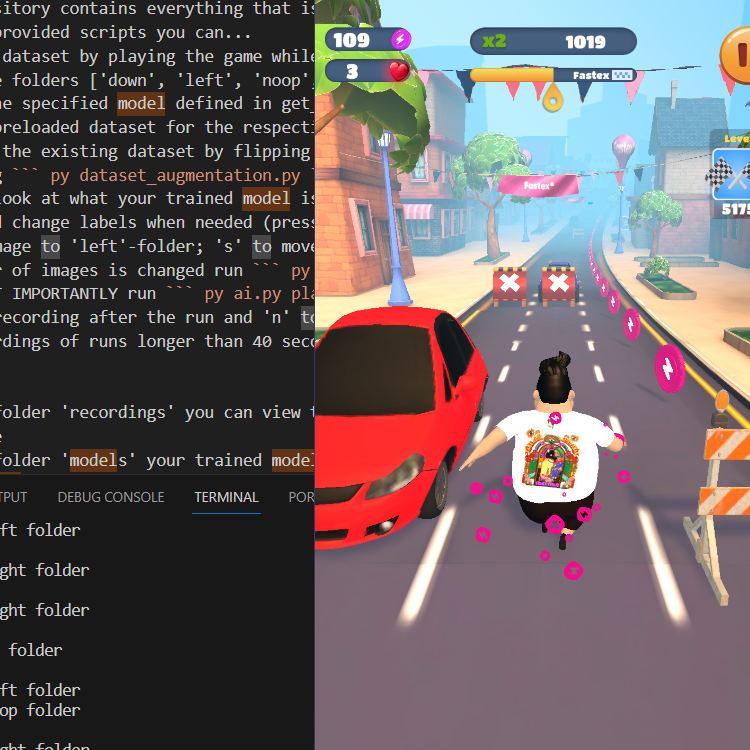 sitory contains everything that is
provided scripts you can...
dataset by playing the game while
e folders ['down', 'left', 'noop'
he specified model defined in get_
preloaded dataset for the respecti
the existing dataset by flipping
g ``` py dataset_augmentation.py
look at what your trained model is
d change labels when needed (press
mage to 'left'-folder; 's' to move
r of images is changed run ``` py
T IMPORTANTLY run ``` py ai.py pla
recording after the run and 'n' to
rdings of runs longer than 40 seco
folder 'recordings' you can view t
e
folder 'models' your trained model
TPUT DEBUG CONSOLE TERMINAL POR
ft folder
ght folder
ght folder
folder
ft folder
op folder
ght folder
109
x2 1019
3
Fastex
Fastex
Leve
5175